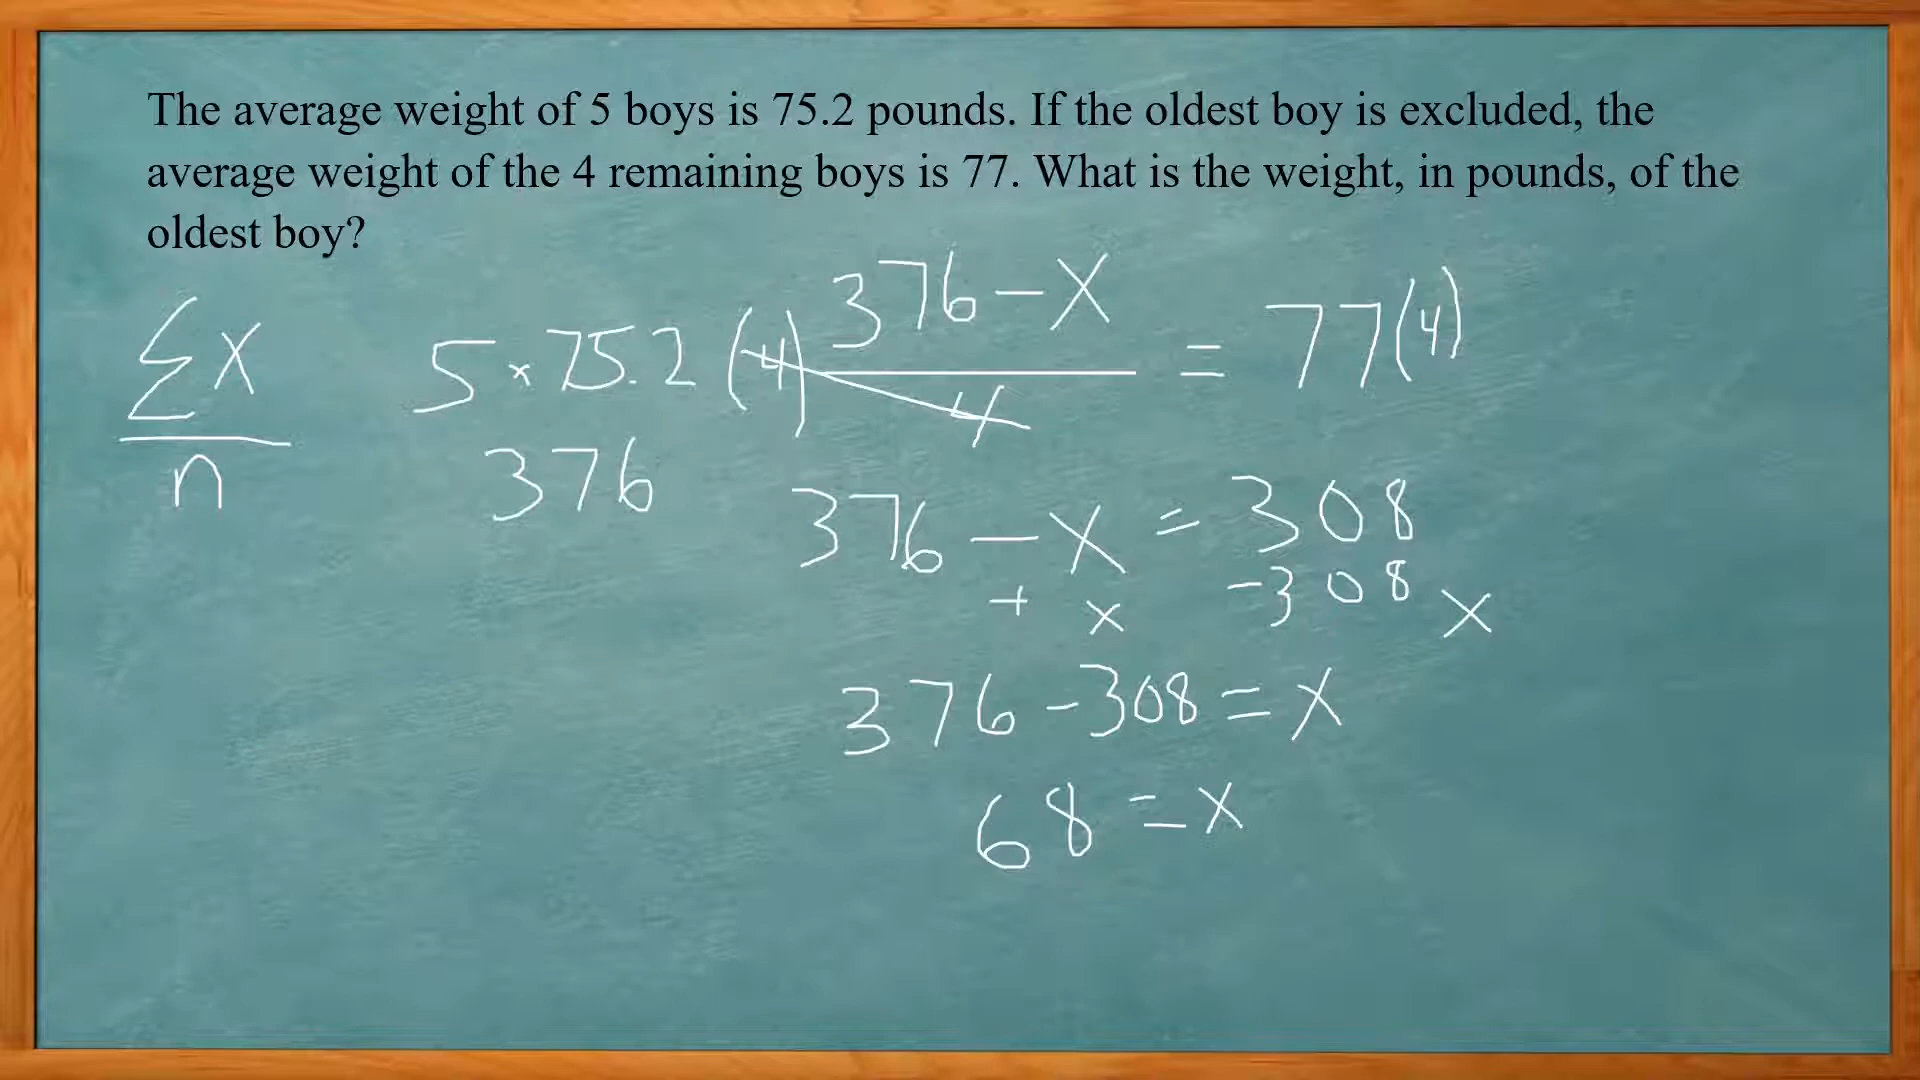 The average weight of 5 boys is 75.2 pounds. If the oldest boy is excluded, the
average weight of the 4 remaining boys is 77. What is the weight, in pounds, of the
oldest boy?
∑X
n
5 × 75.2
376
(4) 376 - X
4
= 77(4)
376 - X = 308
+ X - 308 X
376 - 308 = X
68 = X